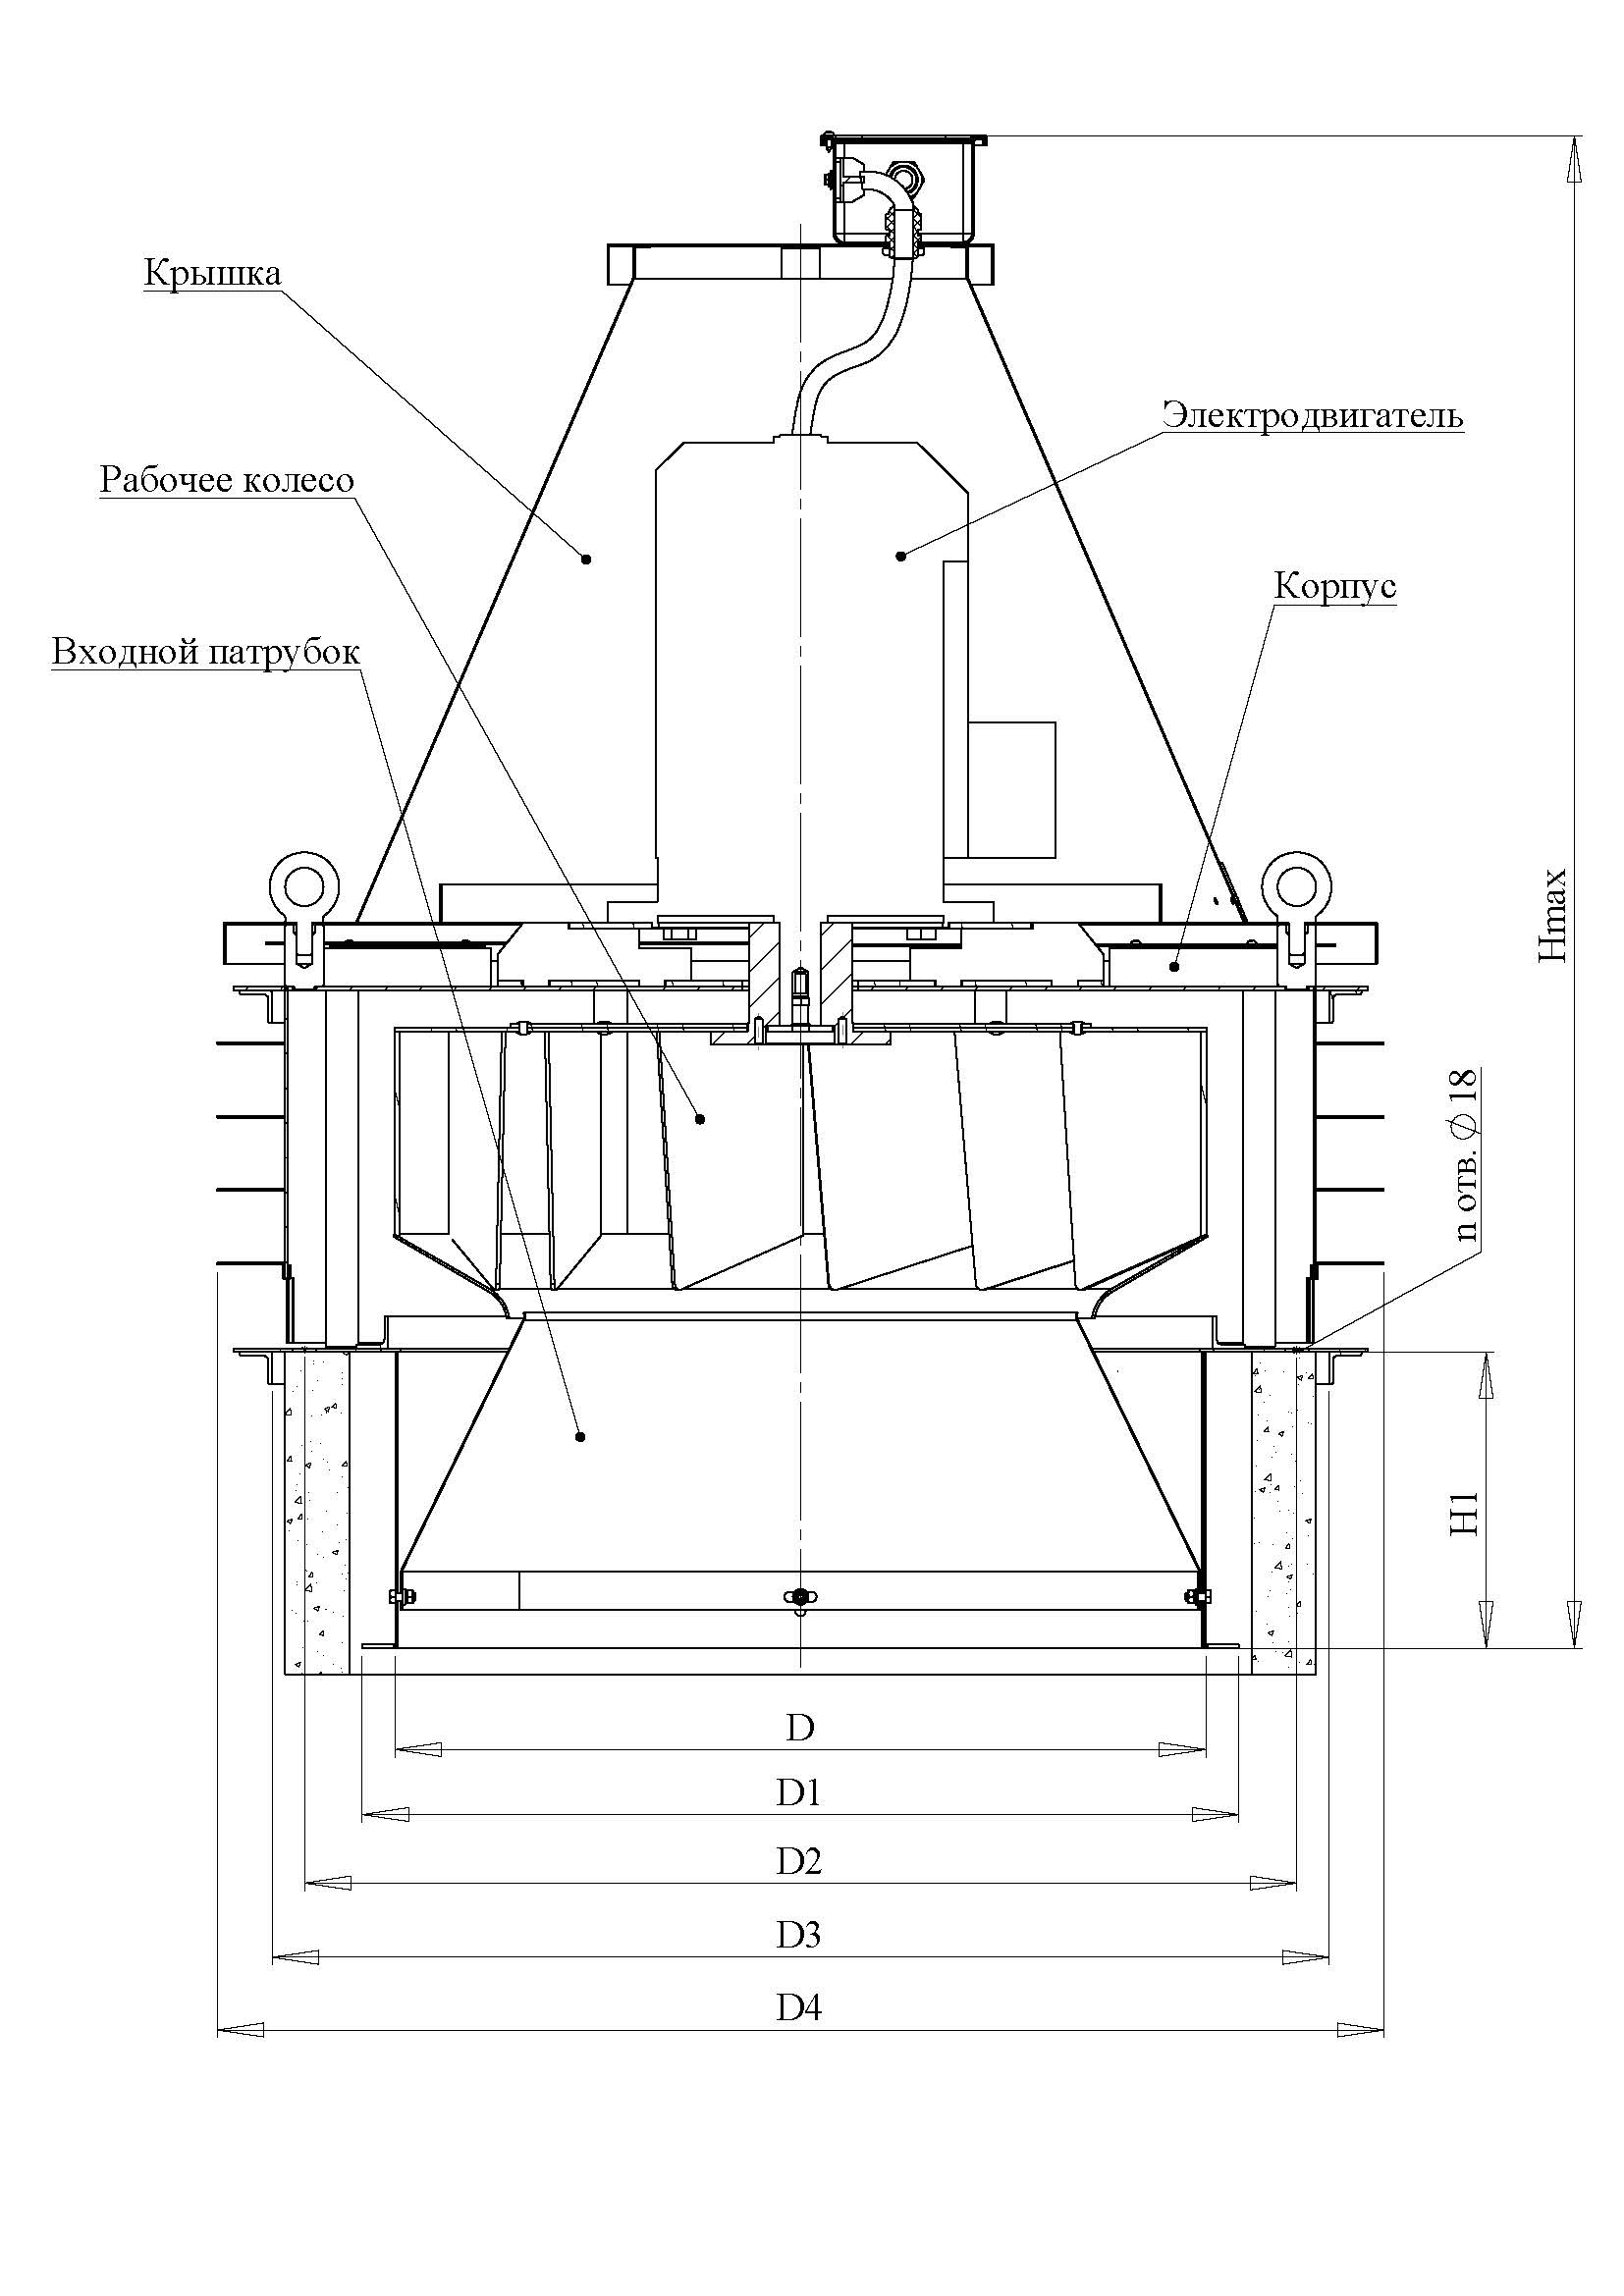 Крышка
Электродвигатель
Рабочее колесо
Корпус
Входной патрубок
Hmax
n отв. ∅ 18
H1
D
D1
D2
D3
D4